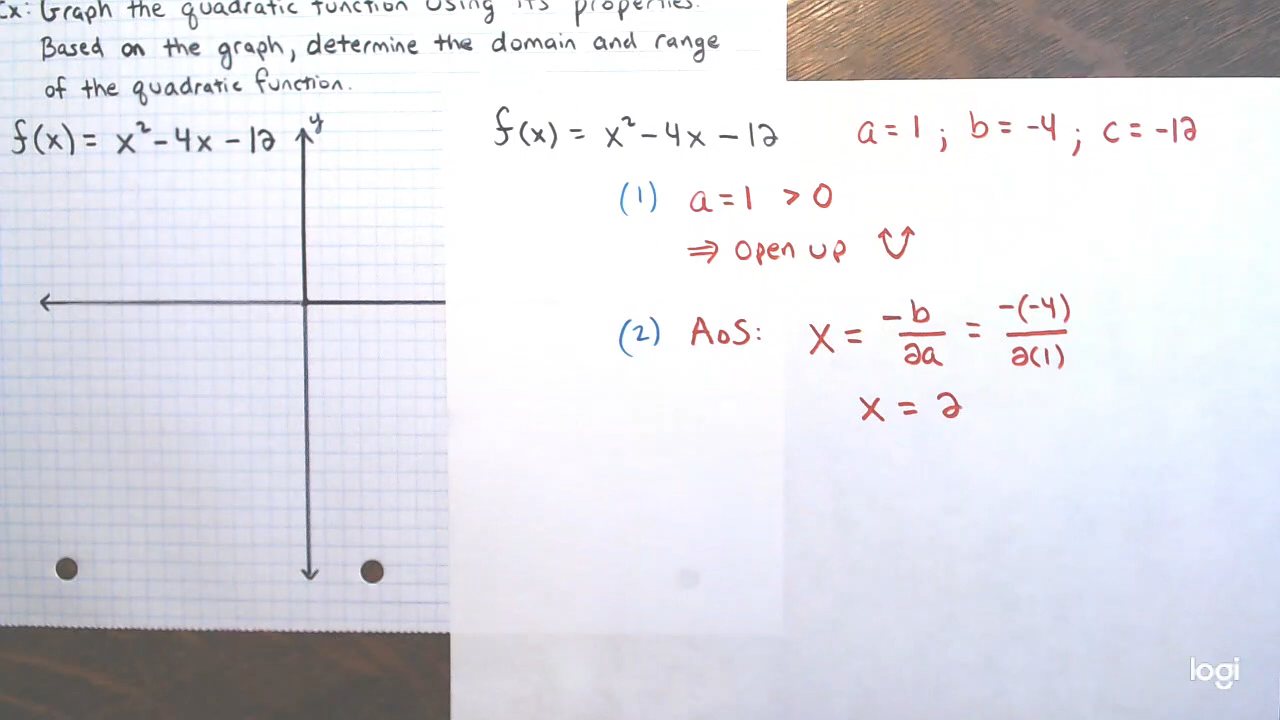 Ex: Graph the quadratic function using its properties.
Based on the graph, determine the domain and range
of the quadratic function.
f(x) = x² - 4x - 12
y
f(x) = x² - 4x - 12 a = 1 ; b = -4 ; c = -12
(1) a = 1 > 0
⇒ Open up
(2) AoS: x = -b/2a = -(-4)/2(1)
x = 2
logi